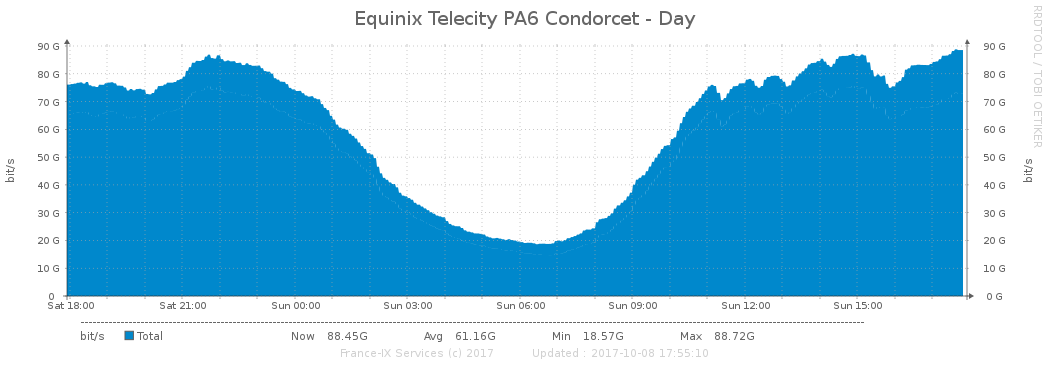 Equinix Telecity PA6 Condorcet - Day
RRDTOOL / TOBI OETIKER
bit/s
90 G
80 G
70 G
60 G
50 G
40 G
30 G
20 G
10 G
0
90 G
80 G
70 G
60 G
50 G
40 G
30 G
20 G
10 G
0 G
bit/s
Sat 18:00 Sat 21:00 Sun 00:00 Sun 03:00 Sun 06:00 Sun 09:00 Sun 12:00 Sun 15:00
bit/s Total Now 88.45G Avg 61.16G Min 18.57G Max 88.72G
France-IX Services (c) 2017 Updated : 2017-10-08 17:55:10